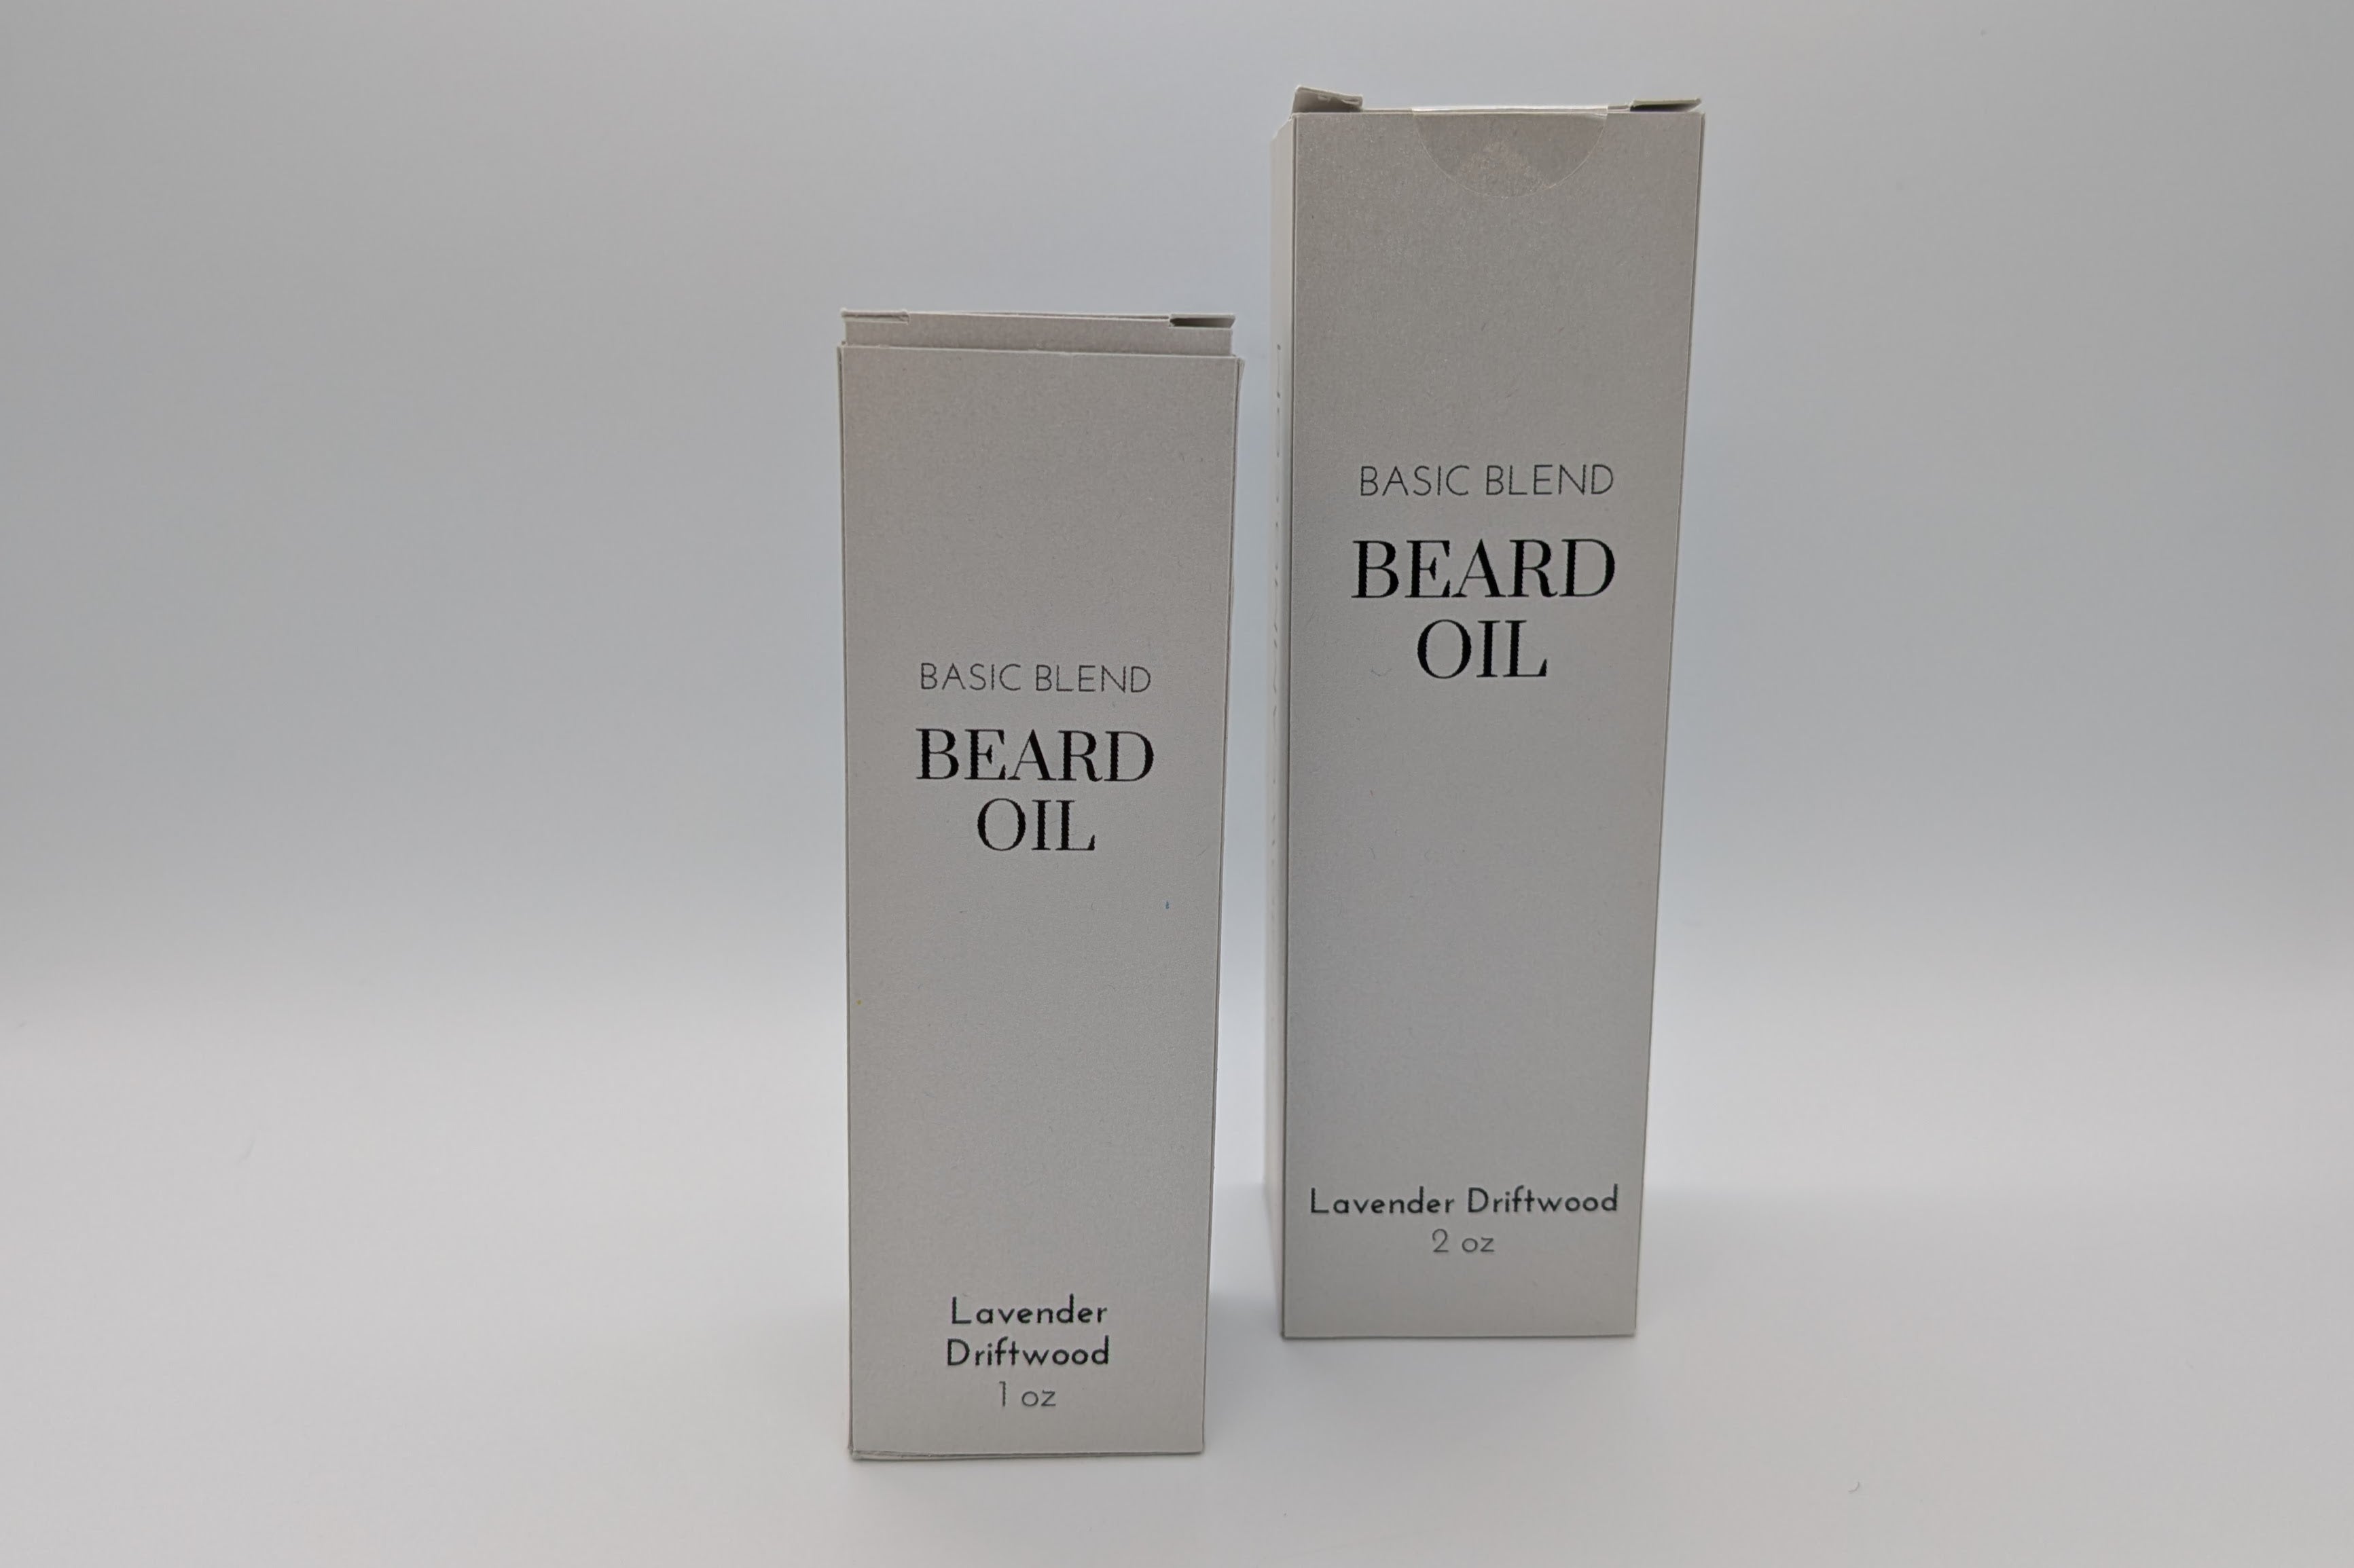 BASIC BLEND
BEARD
OIL
Lavender
Driftwood
1 oz
BASIC BLEND
BEARD
OIL
Lavender Driftwood
2 oz